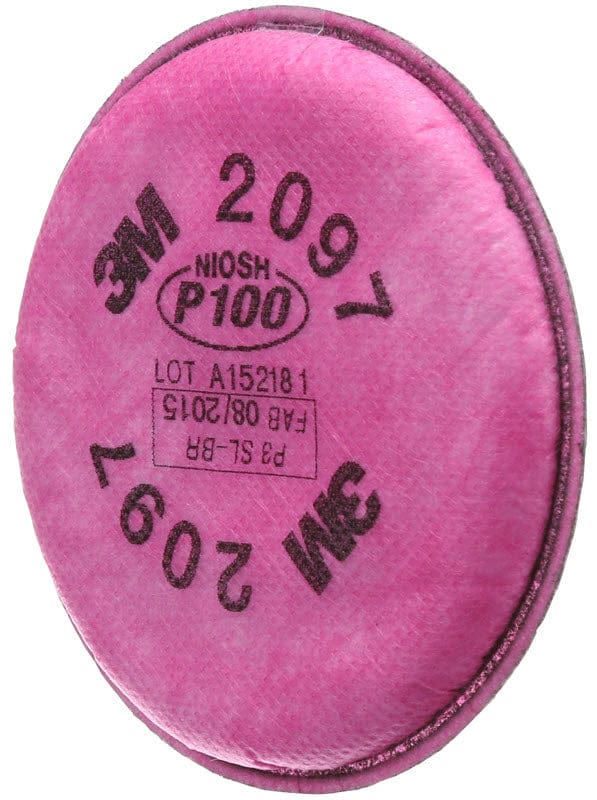 3M 2097
NIOSH
P100
LOT A152181
P3 SL-BR
FAB 08/2015
3M 2097